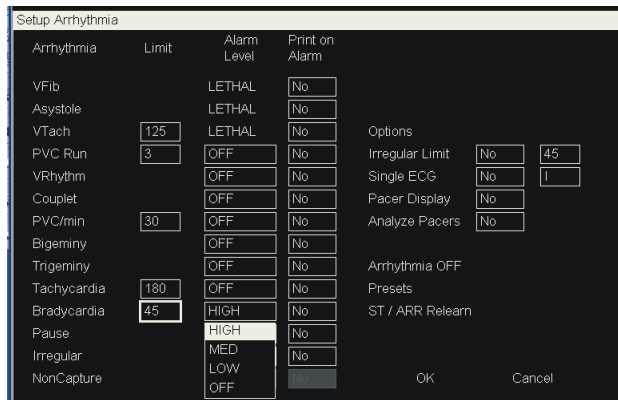 Setup Arrhythmia
Arrhythmia Limit Alarm Level Print on Alarm
VFib LETHAL No
Asystole LETHAL No
VTach 125 LETHAL No Options
PVC Run 3 OFF No Irregular Limit No 45
VRhythm OFF No Single ECG No I
Couplet OFF No Pacer Display No
PVC/min 30 OFF No Analyze Pacers No
Bigeminy OFF No
Trigeminy OFF No Arrhythmia OFF
Tachycardia 180 OFF No Presets
Bradycardia 45 HIGH No ST / ARR Relearn
Pause HIGH No
Irregular MED No
LOW
NonCapture No OK Cancel
OFF